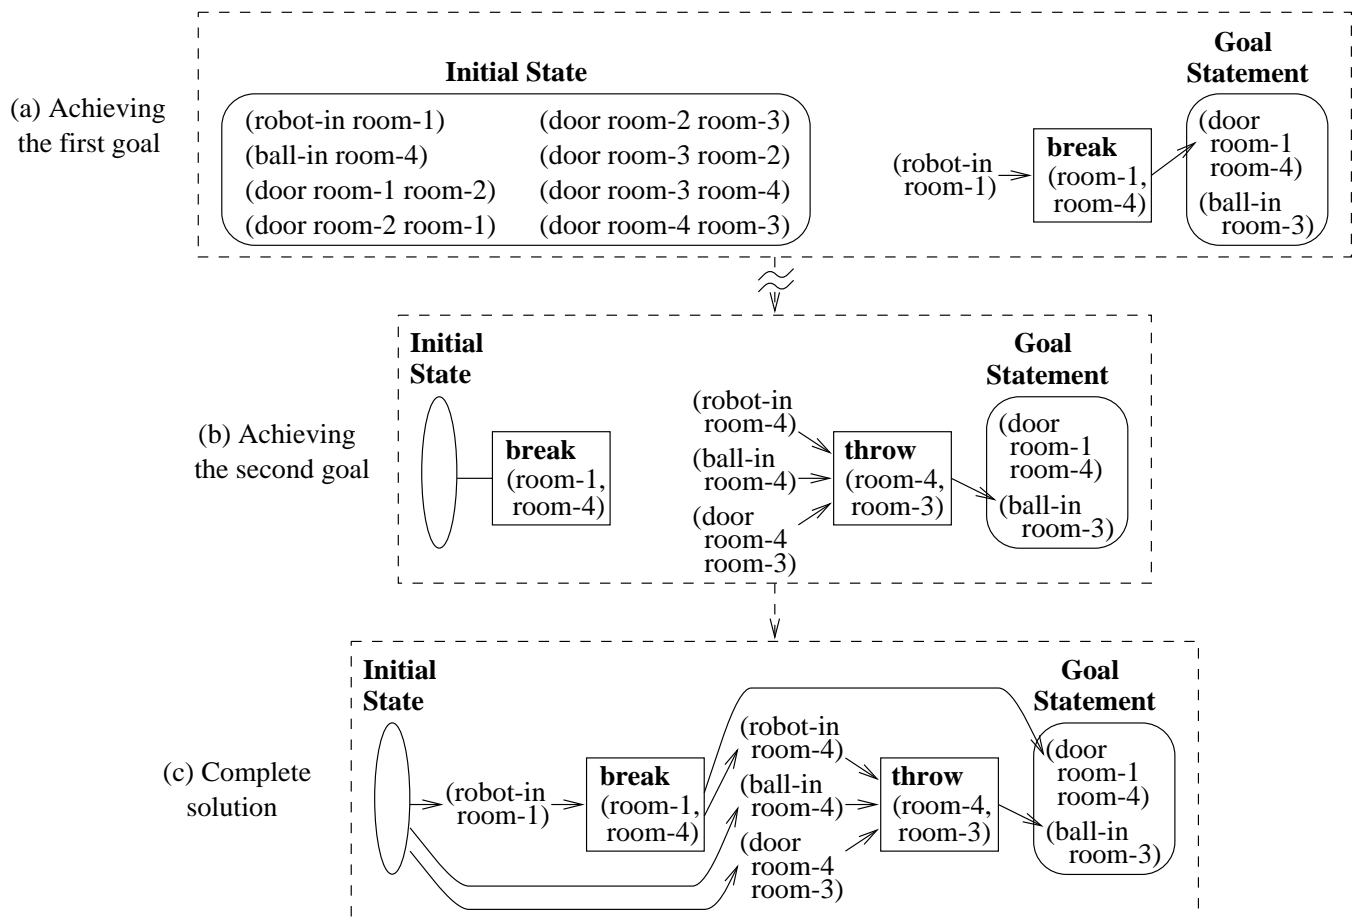 (a) Achieving
the first goal
Initial State
(robot-in room-1)
(ball-in room-4)
(door room-1 room-2)
(door room-2 room-1)
(door room-2 room-3)
(door room-3 room-2)
(door room-3 room-4)
(door room-4 room-3)
(robot-in
room-1)
break
(room-1,
room-4)
Goal
Statement
(door
room-1
room-4)
(ball-in
room-3)
(b) Achieving
the second goal
Initial
State
break
(room-1,
room-4)
(robot-in
room-4)
(ball-in
room-4)
(door
room-4
room-3)
throw
(room-4,
room-3)
Goal
Statement
(door
room-1
room-4)
(ball-in
room-3)
(c) Complete
solution
Initial
State
(robot-in
room-1)
break
(room-1,
room-4)
(robot-in
room-4)
(ball-in
room-4)
(door
room-4
room-3)
throw
(room-4,
room-3)
Goal
Statement
(door
room-1
room-4)
(ball-in
room-3)